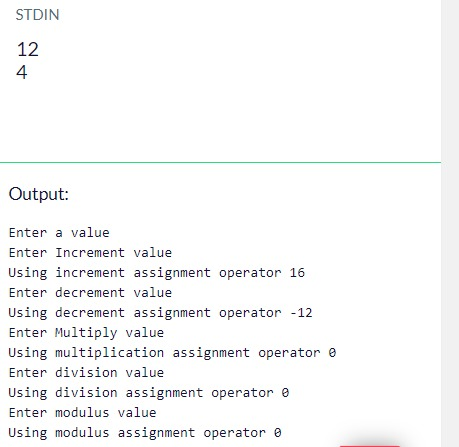 STDIN
12
4
Output:
Enter a value
Enter Increment value
Using increment assignment operator 16
Enter decrement value
Using decrement assignment operator -12
Enter Multiply value
Using multiplication assignment operator 0
Enter division value
Using division assignment operator 0
Enter modulus value
Using modulus assignment operator 0